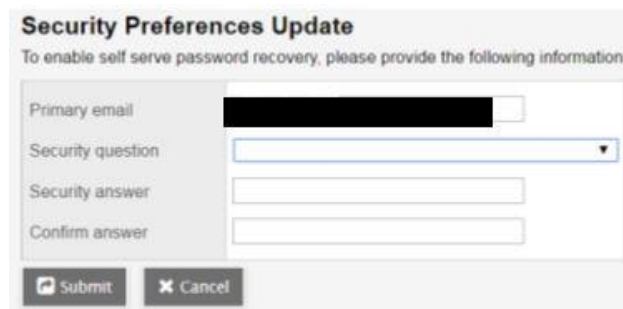 Security Preferences Update
To enable self serve password recovery, please provide the following information
Primary email
Security question
Security answer
Confirm answer
Submit
Cancel